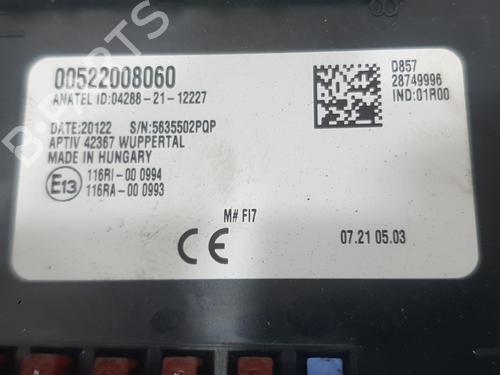 00522008060
ANATEL ID:04288-21-12227
D857
28749996
IND:01R00
DATE:20122 S/N:5635502PQP
APTIV 42367 WUPPERTAL
MADE IN HUNGARY
E13
116RI-00 0994
116RA-00 0993
M# FI7
CE
07.21 05.03